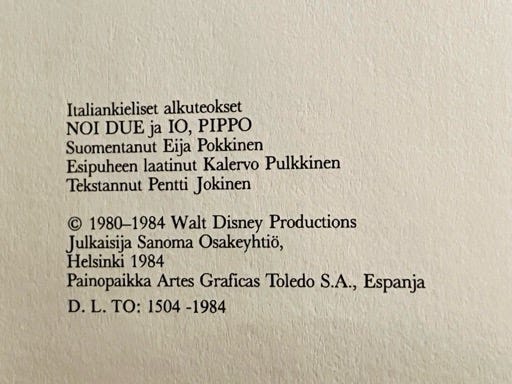 Italiankieliset alkuteokset
NOI DUE ja IO, PIPPO
Suomentanut Eija Pokkinen
Esipuheen laatinut Kalervo Pulkkinen
Tekstannut Pentti Jokinen
© 1980–1984 Walt Disney Productions
Julkaisija Sanoma Osakeyhtiö,
Helsinki 1984
Painopaikka Artes Graficas Toledo S.A., Espanja
D. L. TO: 1504 -1984